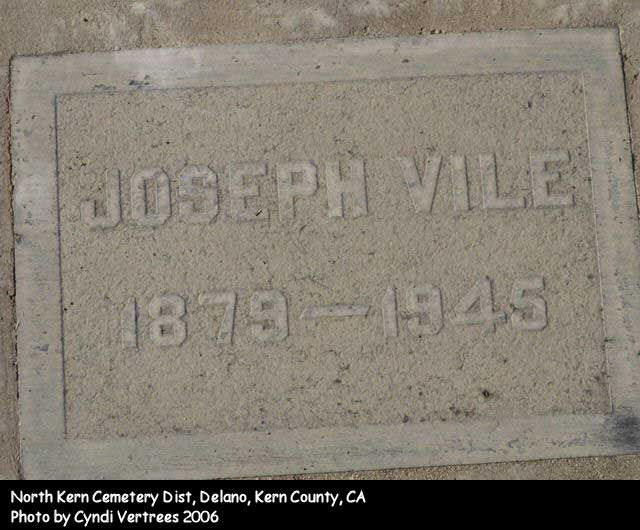 JOSEPH VILE
1879-1945
North Kern Cemetery Dist, Delano, Kern County, CA
Photo by Cyndi Vertrees 2006